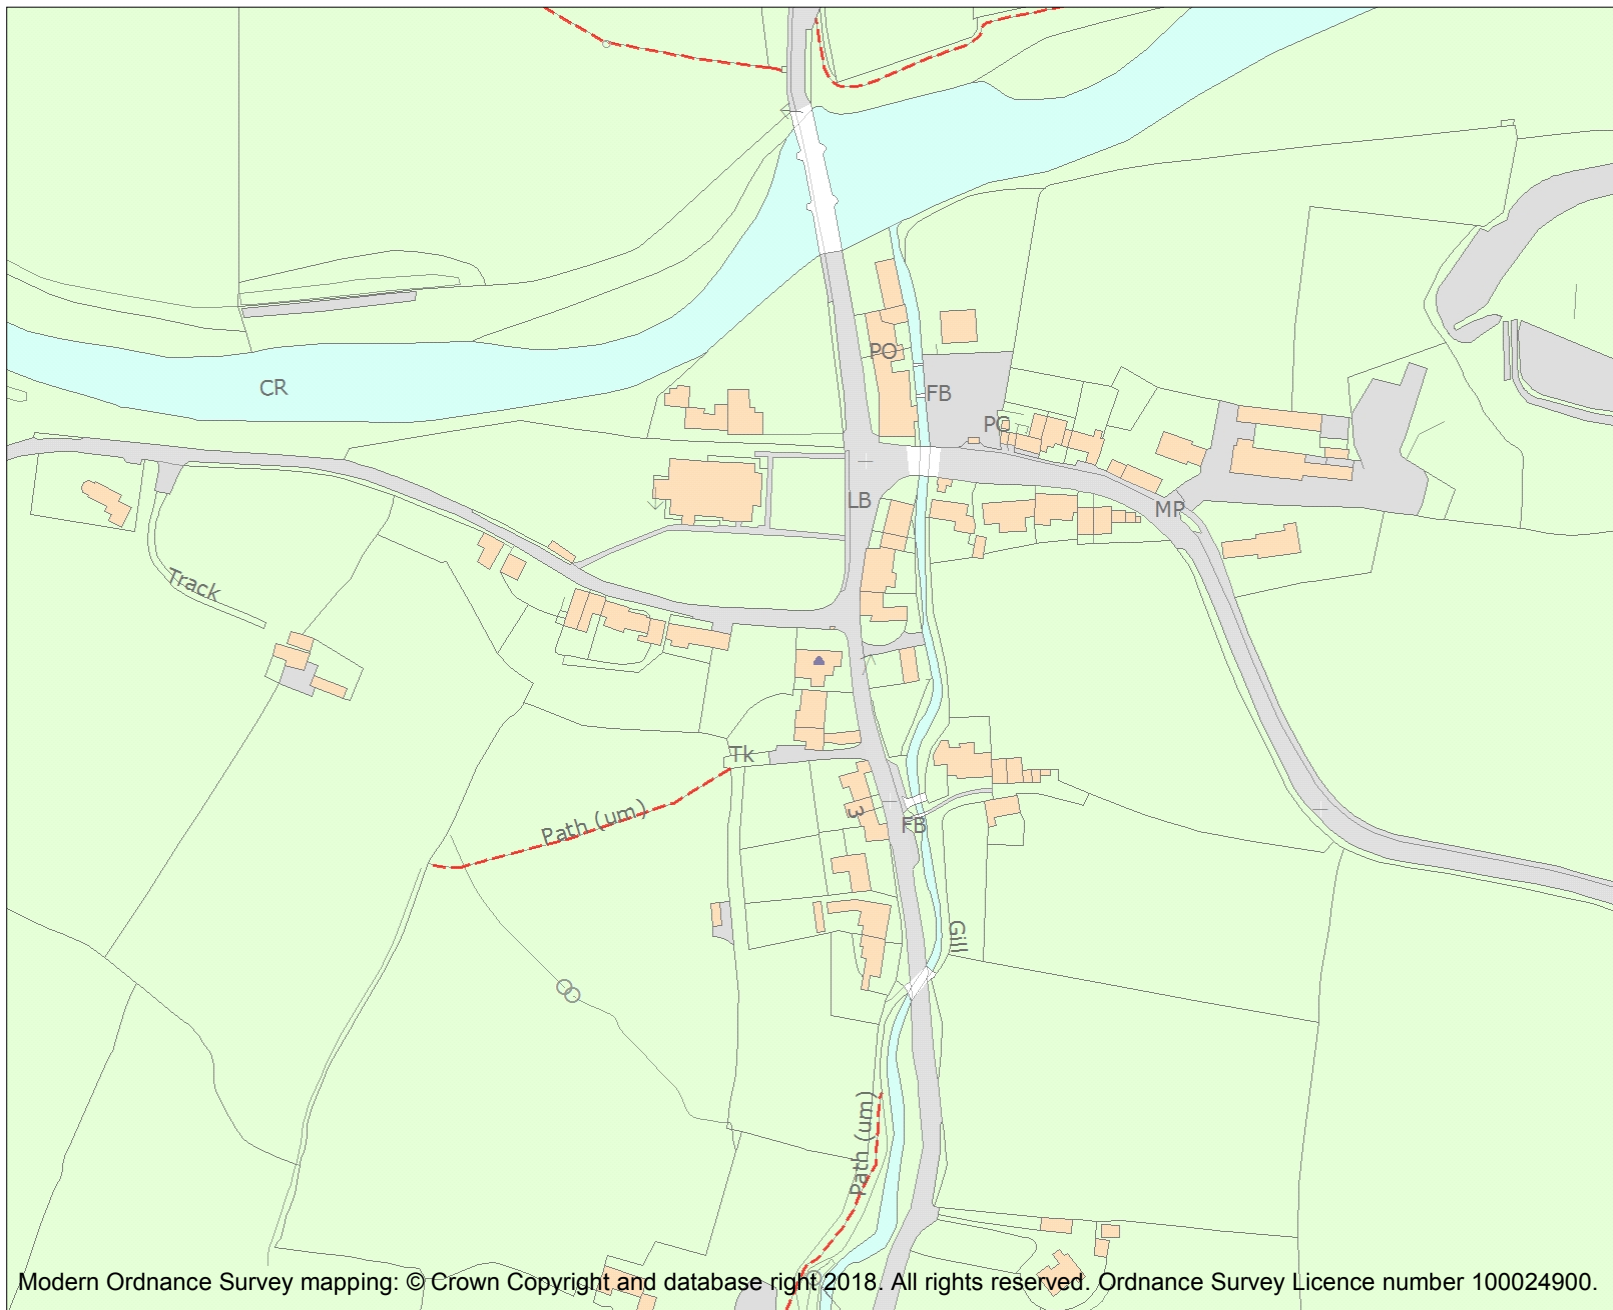 CR
PO
FB
PC
LB
MP
Track
Tk
Path (um)
3
FB
Gill
Path (um)
Modern Ordnance Survey mapping: © Crown Copyright and database right 2018. All rights reserved. Ordnance Survey Licence number 100024900.